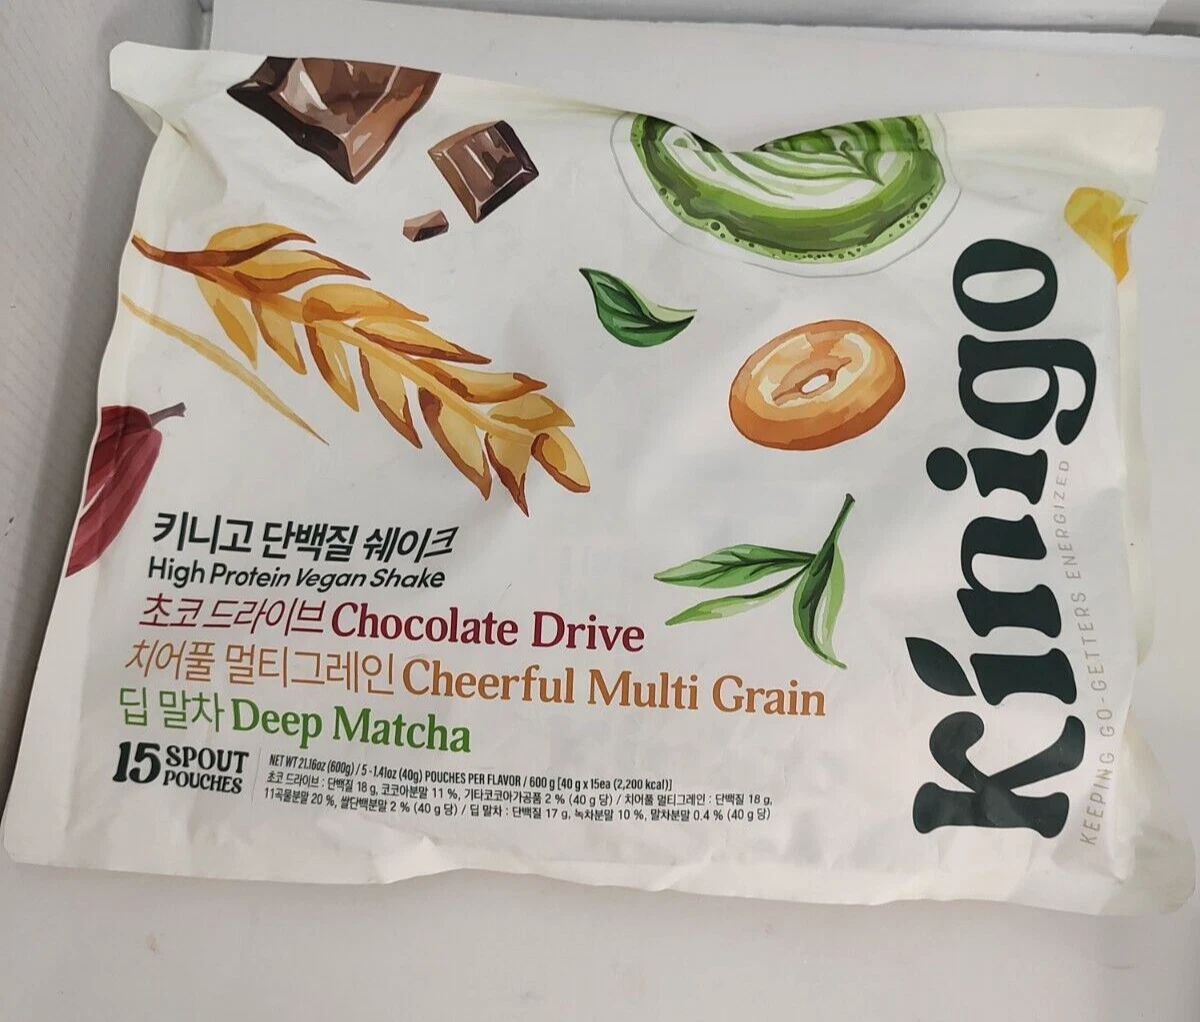 키니고 단백질 쉐이크
High Protein Vegan Shake
초코 드라이브 Chocolate Drive
치어풀 멀티그레인 Cheerful Multi Grain
딥 말차 Deep Matcha
15 SPOUT POUCHES
NET WT 21.16oz (600g) / 5 - 1.41oz (40g) POUCHES PER FLAVOR / 600 g [40 g x 15ea (2,200 kcal)]
초코 드라이브 : 단백질 18 g, 코코아분말 11 %, 기타코코아가공품 2 % (40 g 당) / 치어풀 멀티그레인 : 단백질 18 g,
11곡물분말 20 %, 쌀단백분말 2 % (40 g 당) / 딥 말차 : 단백질 17 g, 녹차분말 10 %, 말차분말 0.4 % (40 g 당)
kinigo
KEEPING GO-GETTERS ENERGIZED